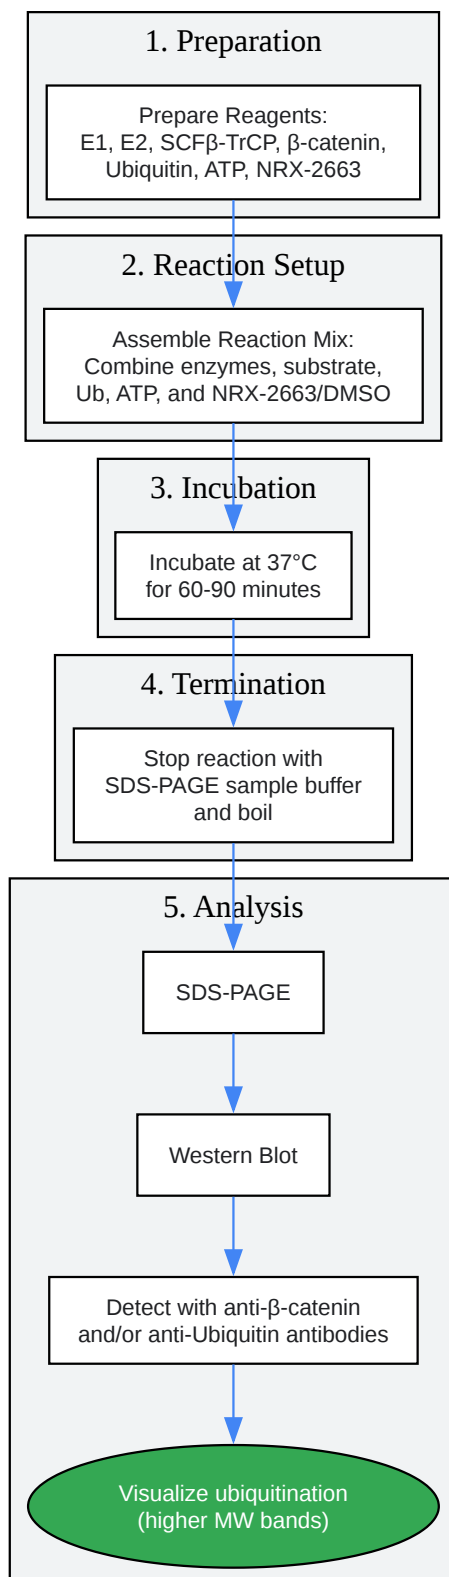 1. Preparation
Prepare Reagents:
E1, E2, SCFβ-TrCP, β-catenin,
Ubiquitin, ATP, NRX-2663
2. Reaction Setup
Assemble Reaction Mix:
Combine enzymes, substrate,
Ub, ATP, and NRX-2663/DMSO
3. Incubation
Incubate at 37°C
for 60-90 minutes
4. Termination
Stop reaction with
SDS-PAGE sample buffer
and boil
5. Analysis
SDS-PAGE
Western Blot
Detect with anti-β-catenin
and/or anti-Ubiquitin antibodies
Visualize ubiquitination
(higher MW bands)